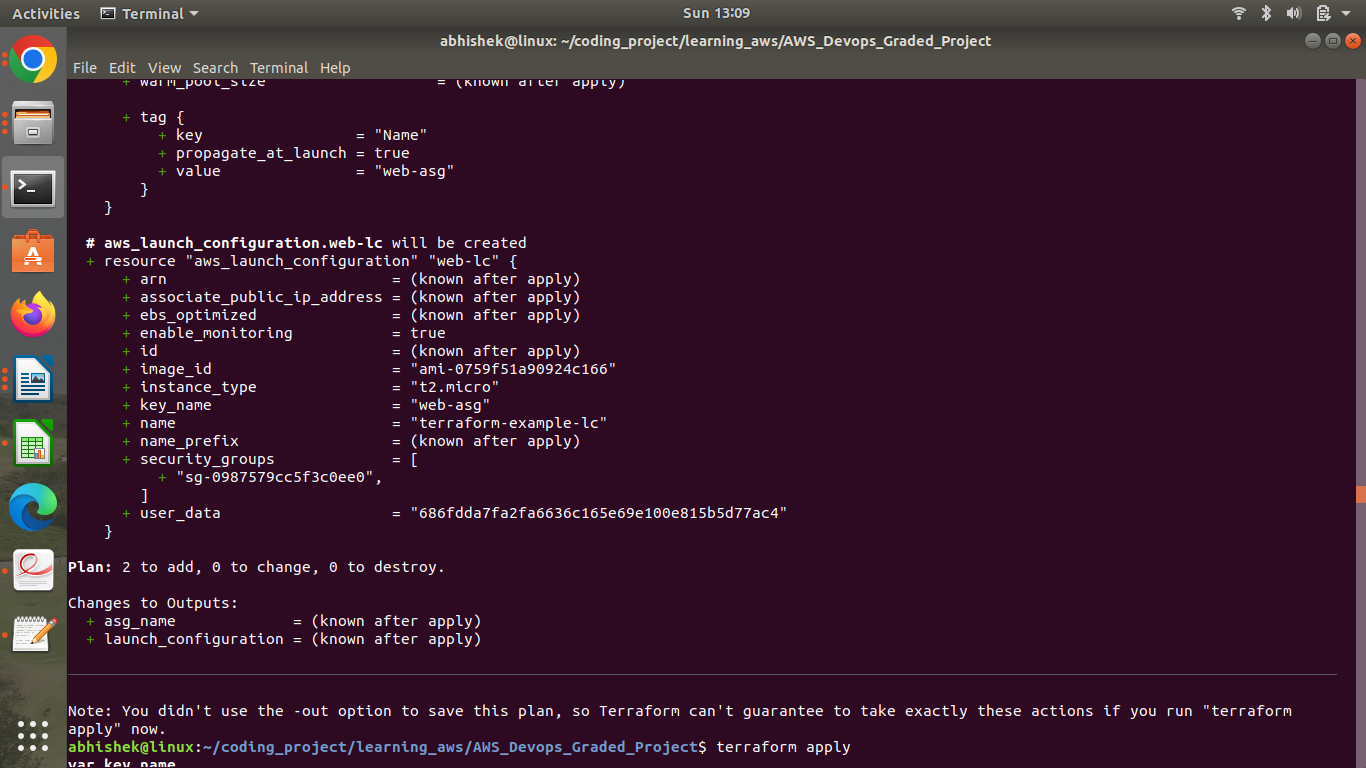 Activities Terminal Sun 13:09
abhishek@linux: ~/coding_project/learning_aws/AWS_Devops_Graded_Project
File Edit View Search Terminal Help
+ warm_pool_size = (known after apply)
+ tag {
+ key = "Name"
+ propagate_at_launch = true
+ value = "web-asg"
}
}
# aws_launch_configuration.web-lc will be created
+ resource "aws_launch_configuration" "web-lc" {
+ arn = (known after apply)
+ associate_public_ip_address = (known after apply)
+ ebs_optimized = (known after apply)
+ enable_monitoring = true
+ id = (known after apply)
+ image_id = "ami-0759f51a90924c166"
+ instance_type = "t2.micro"
+ key_name = "web-asg"
+ name = "terraform-example-lc"
+ name_prefix = (known after apply)
+ security_groups = [
+ "sg-0987579cc5f3c0ee0",
]
+ user_data = "686fdda7fa2fa6636c165e69e100e815b5d77ac4"
}
Plan: 2 to add, 0 to change, 0 to destroy.
Changes to Outputs:
+ asg_name = (known after apply)
+ launch_configuration = (known after apply)
Note: You didn't use the -out option to save this plan, so Terraform can't guarantee to take exactly these actions if you run "terraform
apply" now.
abhishek@linux:~/coding_project/learning_aws/AWS_Devops_Graded_Project$ terraform apply
var.key_name